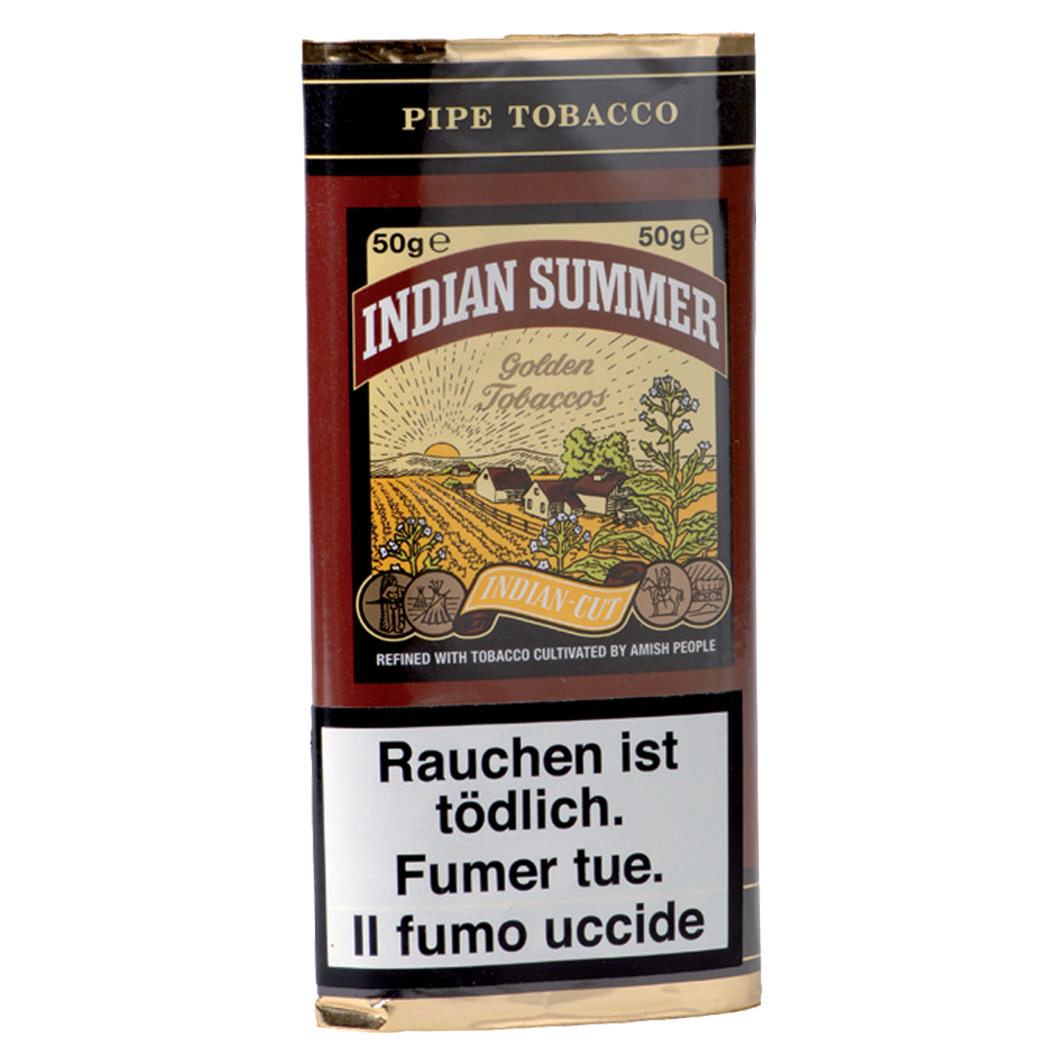 PIPE TOBACCO
50g℮ 50g℮
INDIAN SUMMER
Golden
Tobaccos
INDIAN-CUT
REFINED WITH TOBACCO CULTIVATED BY AMISH PEOPLE
Rauchen ist
tödlich.
Fumer tue.
Il fumo uccide